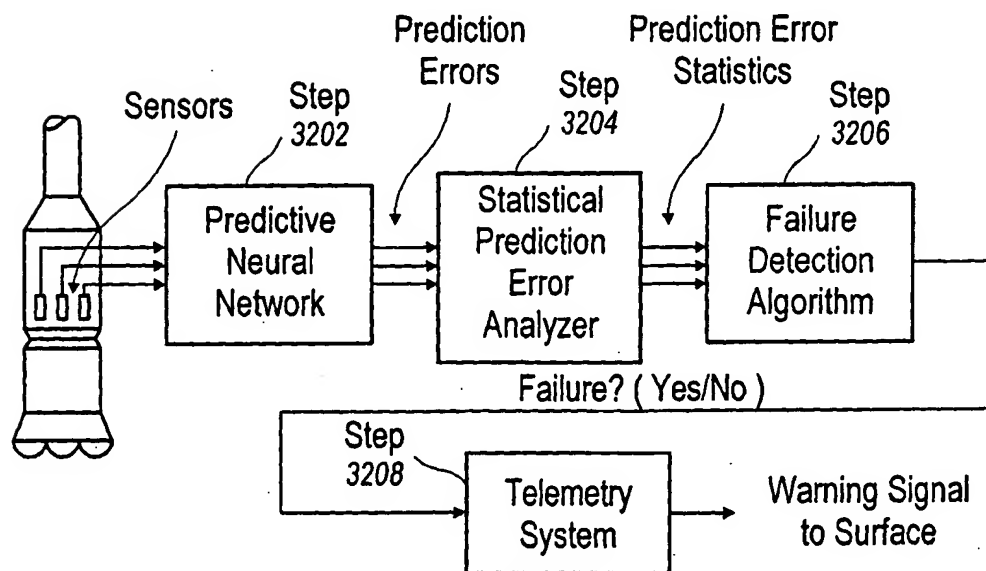 Prediction
Errors
Prediction Error
Statistics
Sensors
Step
3202
Step
3204
Step
3206
Predictive
Neural
Network
Statistical
Prediction
Error
Analyzer
Failure
Detection
Algorithm
Failure? ( Yes/No )
Step
3208
Telemetry
System
Warning Signal
to Surface